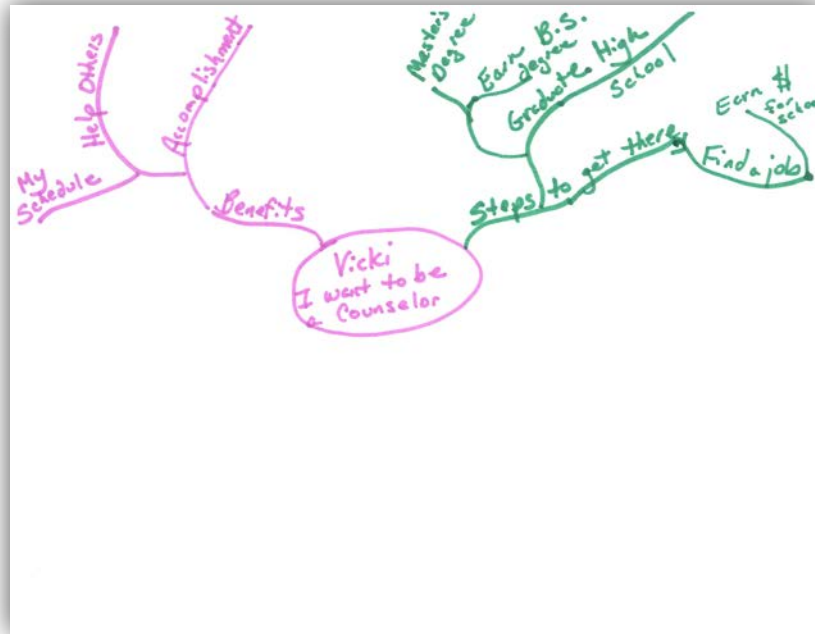 Help Others
Accomplishment
My
Schedule
Benefits
Vicki
I want to be
a Counselor
Steps to get there
Master's
Degree
Earn B.S.
degree
Graduate High
School
Find a job
Earn $
for